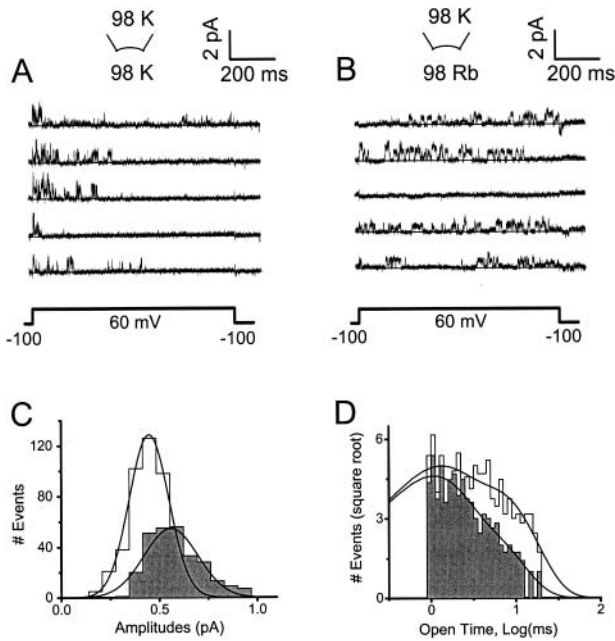 98 K
98 K
2 pA
200 ms
A
98 K
98 Rb
2 pA
200 ms
B
-100
60 mV
-100
-100
60 mV
-100
C
# Events
120
80
40
0
0.0
0.5
1.0
Amplitudes (pA)
D
# Events (square root)
6
3
0
0
1
2
Open Time, Log(ms)